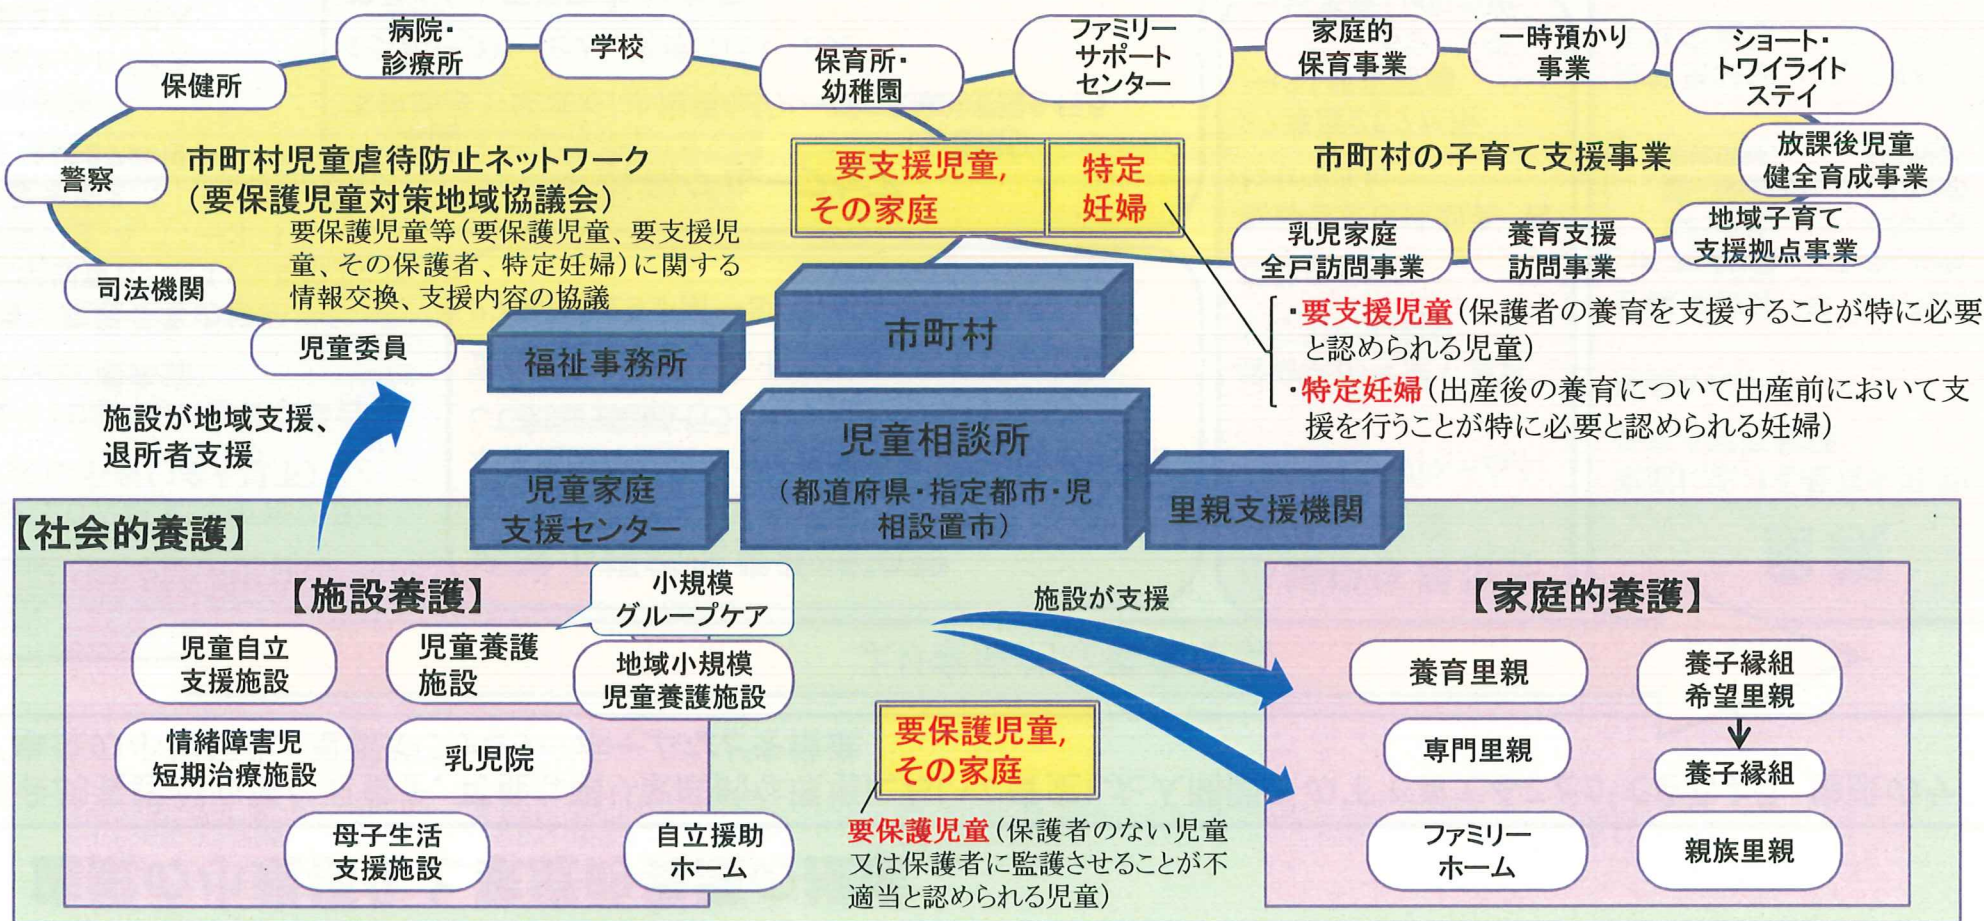 病院・
診療所
学校
保育所・
幼稚園
ファミリー
サポート
センター
家庭的
保育事業
一時預かり
事業
ショート・
トワイライト
ステイ
保健所
警察
市町村児童虐待防止ネットワーク
(要保護児童対策地域協議会)
要保護児童等(要保護児童、要支援児
童、その保護者、特定妊婦)に関する
情報交換、支援内容の協議
要支援児童,
その家庭
特定
妊婦
市町村の子育て支援事業
放課後児童
健全育成事業
地域子育て
支援拠点事業
養育支援
訪問事業
乳児家庭
全戸訪問事業
司法機関
児童委員
福祉事務所
市町村
・要支援児童(保護者の養育を支援することが特に必要
と認められる児童)
・特定妊婦(出産後の養育について出産前において支
援を行うことが特に必要と認められる妊婦)
施設が地域支援、
退所者支援
児童相談所
(都道府県・指定都市・児
相設置市)
児童家庭
支援センター
里親支援機関
【社会的養護】
【施設養護】
小規模
グループケア
児童自立
支援施設
児童養護
施設
地域小規模
児童養護施設
情緒障害児
短期治療施設
乳児院
母子生活
支援施設
自立援助
ホーム
施設が支援
要保護児童,
その家庭
要保護児童(保護者のない児童
又は保護者に監護させることが不
適当と認められる児童)
【家庭的養護】
養育里親
養子縁組
希望里親
専門里親
養子縁組
ファミリー
ホーム
親族里親